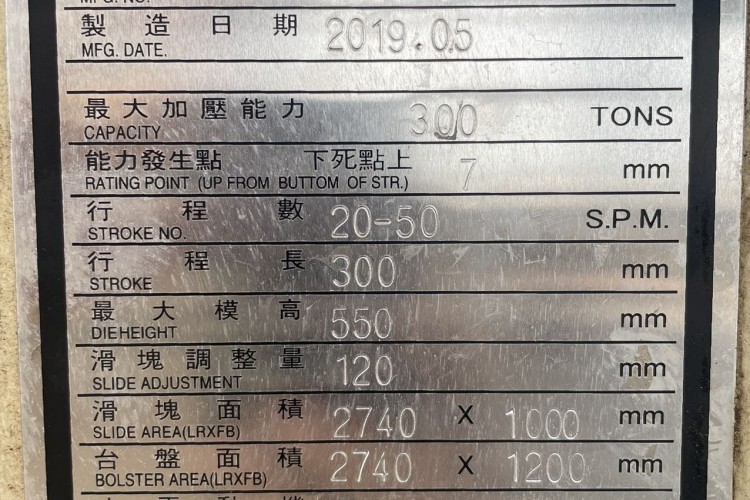 MFG. NO.
製造日期 2019.05
MFG. DATE.
最大加壓能力 300 TONS
CAPACITY
能力發生點 下死點上 7 mm
RATING POINT (UP FROM BUTTOM OF STR.)
行程數 20-50 S.P.M.
STROKE NO.
行程長 300 mm
STROKE
最大模高 550 mm
DIEHEIGHT
滑塊調整量 120 mm
SLIDE ADJUSTMENT
滑塊面積 2740 X 1000 mm
SLIDE AREA(LRXFB)
台盤面積 2740 X 1200 mm
BOLSTER AREA(LRXFB)